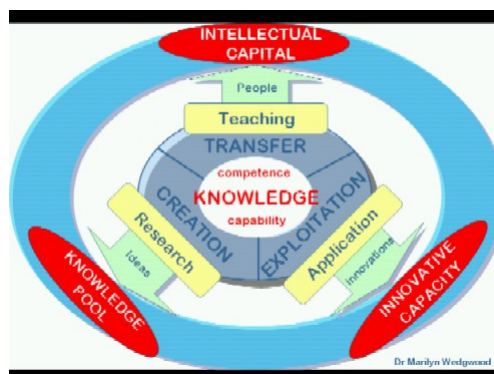 INTELLECTUAL
CAPITAL
People
Teaching
TRANSFER
competence
KNOWLEDGE
capability
CREATION
EXPLOITATION
Research
Application
Ideas
Innovations
KNOWLEDGE
POOL
INNOVATIVE
CAPACITY
Dr Marilyn Wedgwood